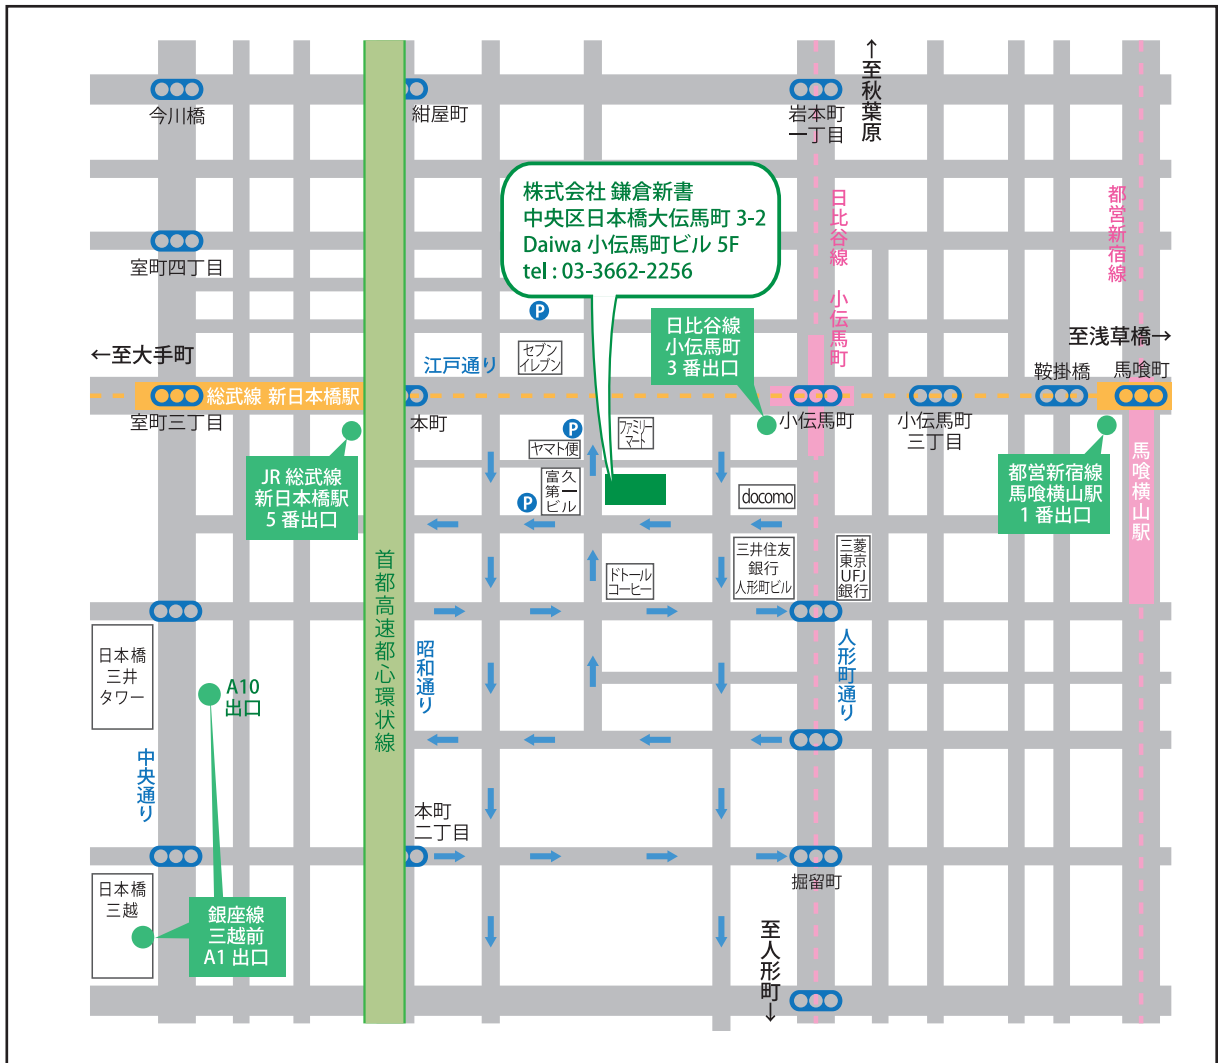 今川橋
紺屋町
岩本町
一丁目
←至秋葉原
株式会社 鎌倉新書
中央区日本橋大伝馬町 3-2
Daiwa 小伝馬町ビル 5F
tel : 03-3662-2256
日比谷線 小伝馬町
都営新宿線
室町四丁目
P
←至大手町
江戸通り
セブン
イレブン
日比谷線
小伝馬町
3 番出口
至浅草橋→
馬喰町
鞍掛橋
総武線 新日本橋駅
室町三丁目
本町
小伝馬町
小伝馬町
三丁目
P
ファミリー
マート
ヤマト便
JR 総武線
新日本橋駅
5 番出口
富久
第一
ビル
P
docomo
都営新宿線
馬喰横山駅
1 番出口
馬喰横山駅
首都高速都心環状線
三井住友
銀行
人形町ビル
三菱
東京
UFJ
銀行
ドトール
コーヒー
日本橋
三井
タワー
A10
出口
昭和通り
人形町通り
中央通り
本町
二丁目
掘留町
日本橋
三越
銀座線
三越前
A1 出口
至人形町→